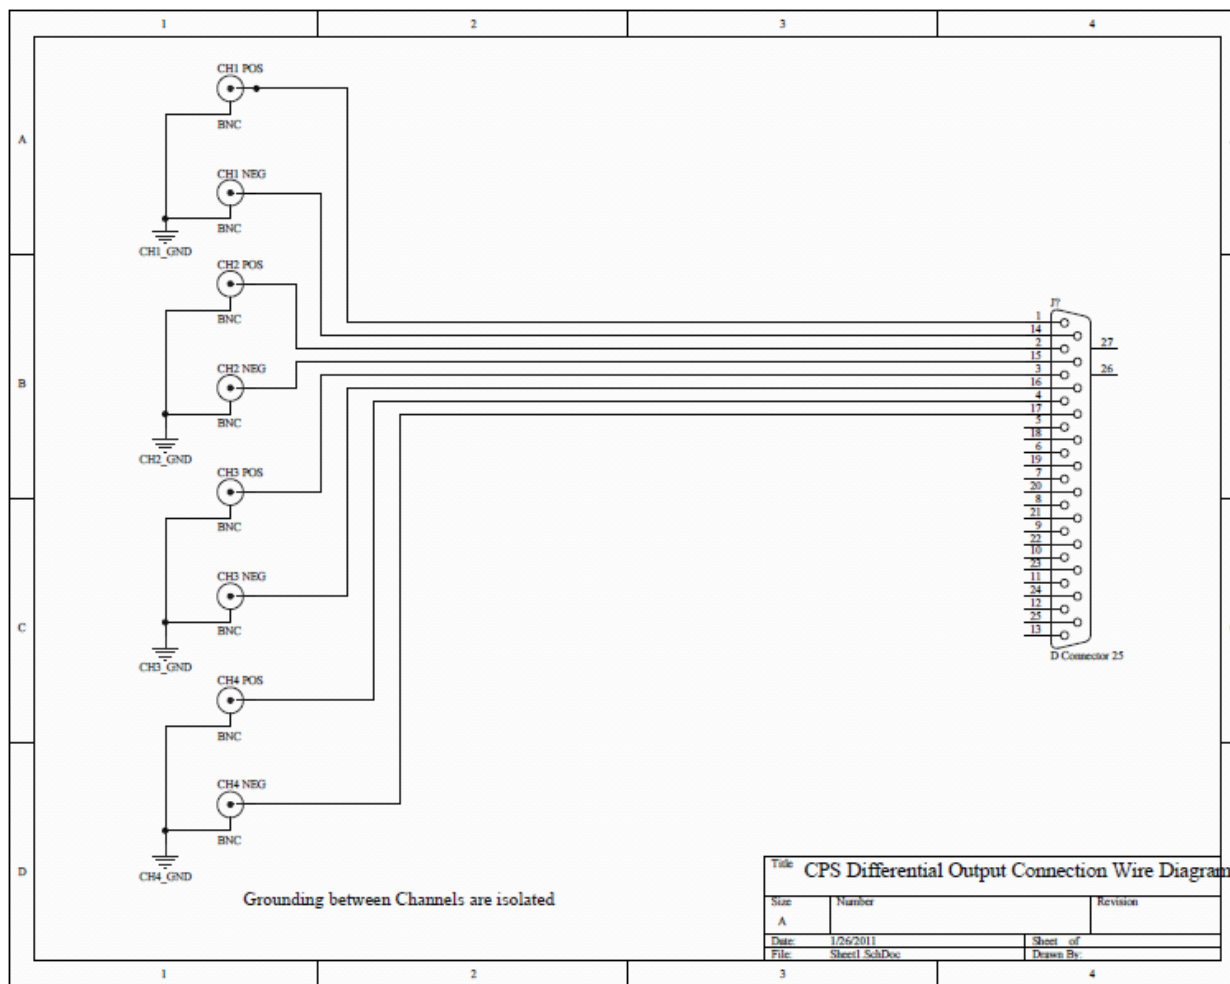 1 2 3 4
A
B
C
D
CH1 POS
BNC
CH1 NEG
BNC
CH1_GND
CH2 POS
BNC
CH2 NEG
BNC
CH2_GND
CH3 POS
BNC
CH3 NEG
BNC
CH3_GND
CH4 POS
BNC
CH4 NEG
BNC
CH4_GND
Grounding between Channels are isolated
J?
1
14
2
15
3
16
4
17
5
18
6
19
7
20
8
21
9
22
10
23
11
24
12
25
13
27
26
D Connector 25
Title CPS Differential Output Connection Wire Diagram
Size Number Revision
A
Date: 1/26/2011 Sheet of
File: Sheet1.SchDoc Drawn By:
1 2 3 4